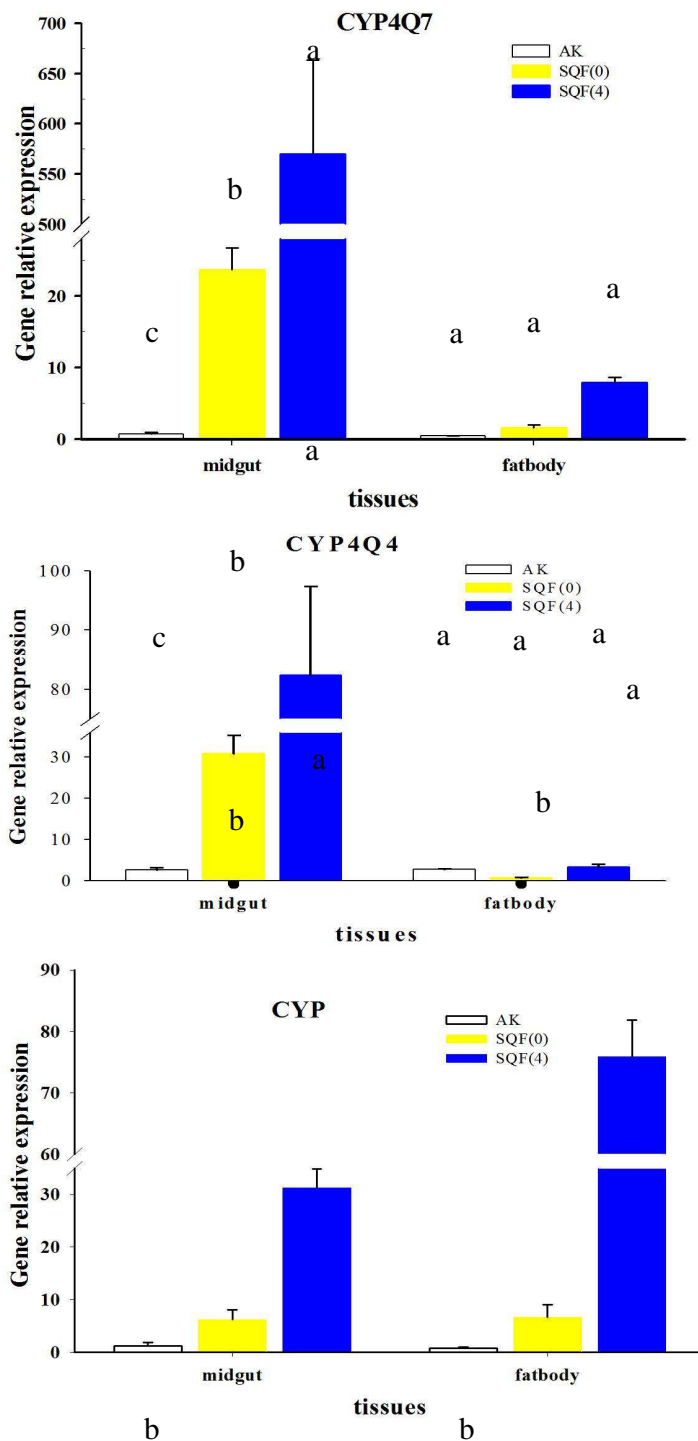 CYP4Q7
700
650
600
550
500
20
10
0
Gene relative expression
AK
SQF(0)
SQF(4)
a
b
c
a
a
a
midgut
fatbody
a
tissues
CYP4Q4
b
100
90
80
30
20
10
0
Gene relative expression
AK
SQF(0)
SQF(4)
c
a
a
a
a
a
b
b
midgut
fatbody
tissues
90
80
70
60
30
20
10
0
Gene relative expression
CYP
AK
SQF(0)
SQF(4)
midgut
fatbody
tissues
b
b